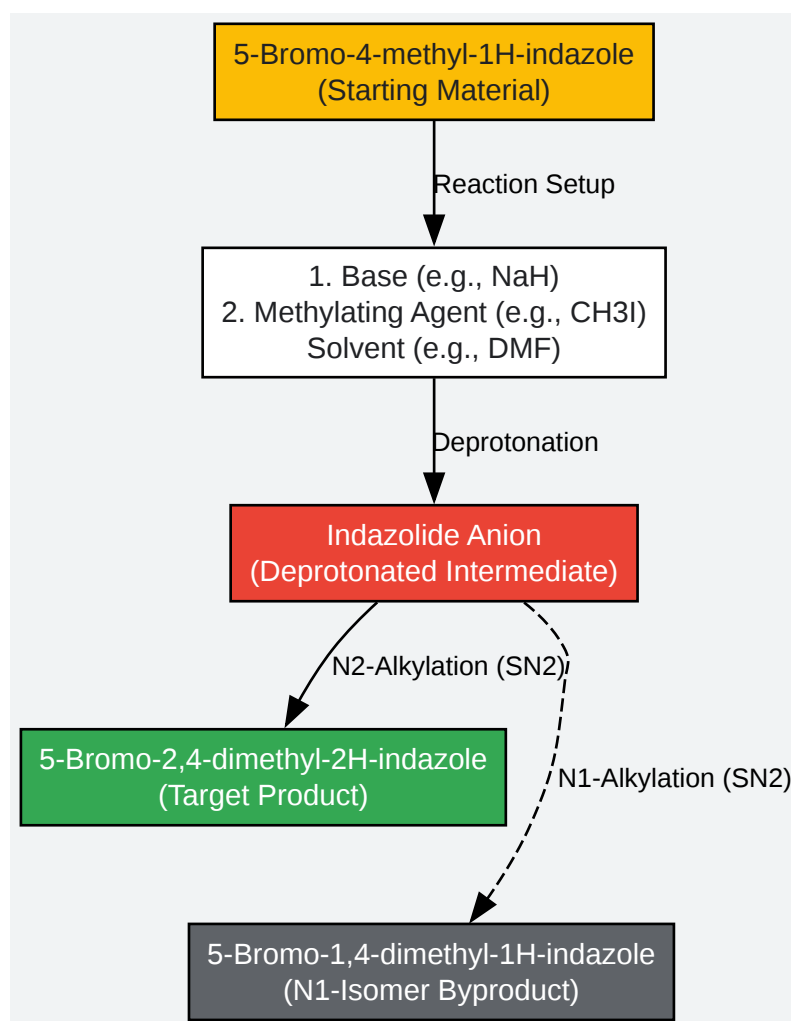 5-Bromo-4-methyl-1H-indazole
(Starting Material)
Reaction Setup
1. Base (e.g., NaH)
2. Methylating Agent (e.g., CH3I)
Solvent (e.g., DMF)
Deprotonation
Indazolide Anion
(Deprotonated Intermediate)
N2-Alkylation (SN2)
5-Bromo-2,4-dimethyl-2H-indazole
(Target Product)
N1-Alkylation (SN2)
5-Bromo-1,4-dimethyl-1H-indazole
(N1-Isomer Byproduct)